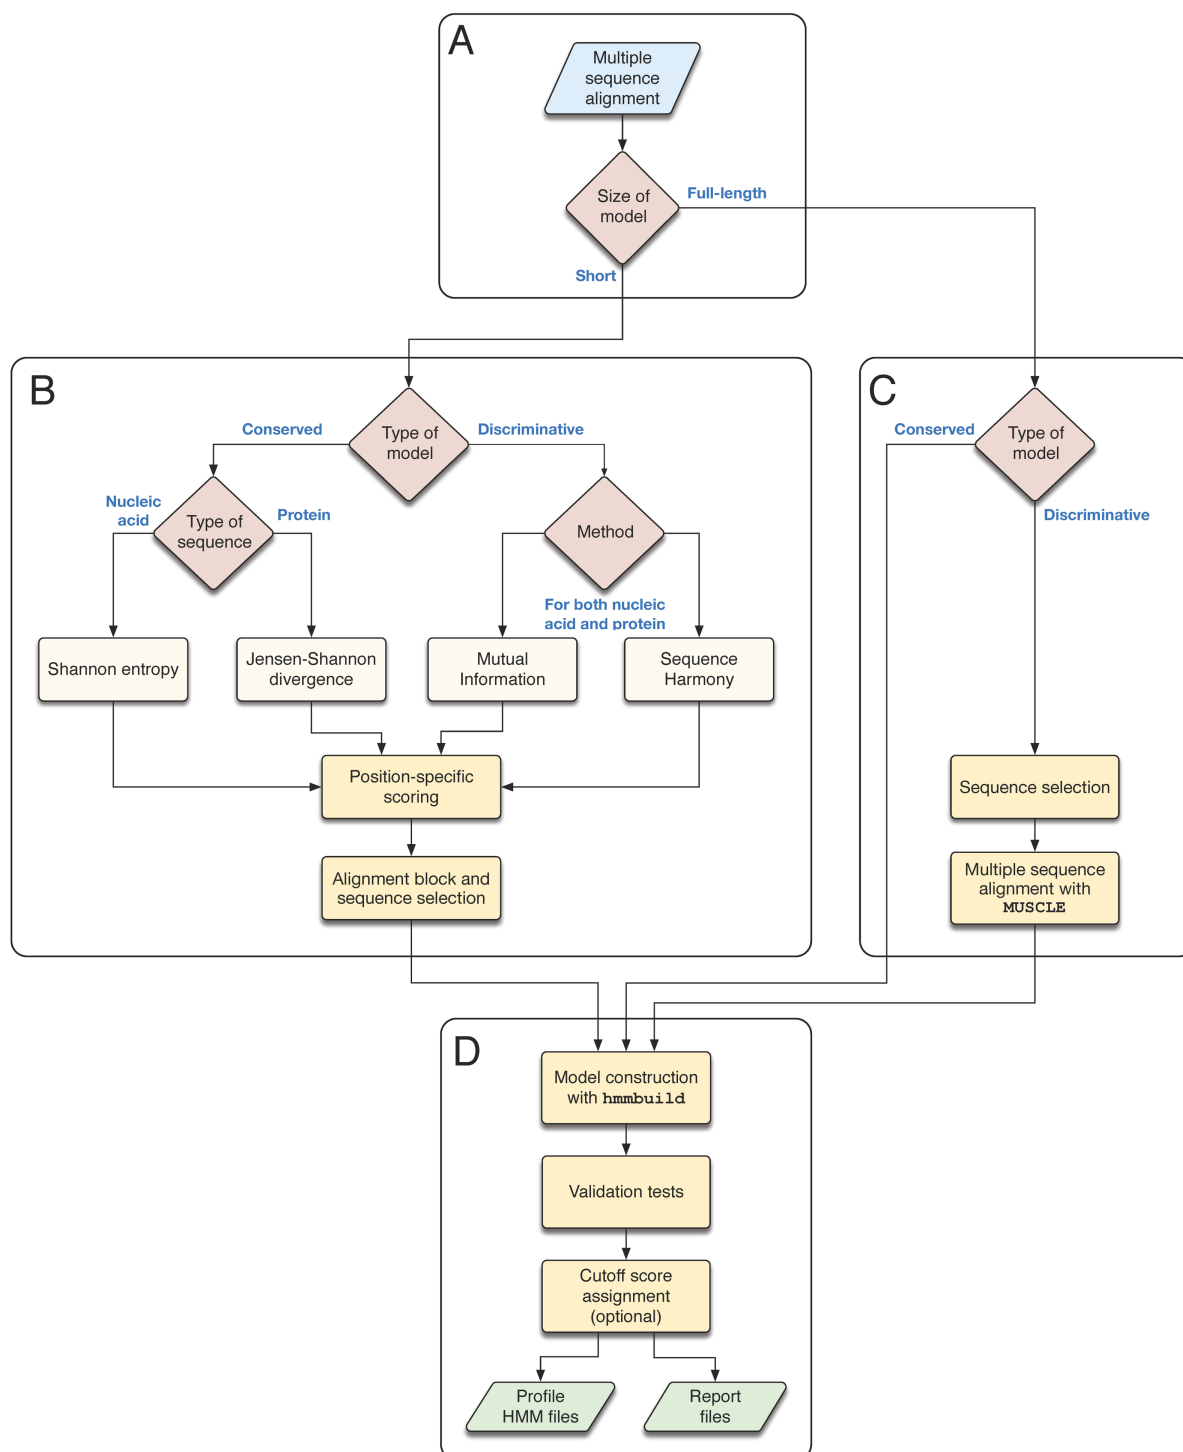 A
Multiple
sequence
alignment
Size of
model
Full-length
Short
B
Type of
model
Conserved
Discriminative
Nucleic
acid
Type of
sequence
Protein
Method
For both nucleic
acid and protein
Shannon entropy
Jensen-Shannon
divergence
Mutual
Information
Sequence
Harmony
Position-specific
scoring
Alignment block and
sequence selection
C
Conserved
Type of
model
Discriminative
Sequence selection
Multiple sequence
alignment with
MUSCLE
D
Model construction
with hmmbuild
Validation tests
Cutoff score
assignment
(optional)
Profile
HMM files
Report
files